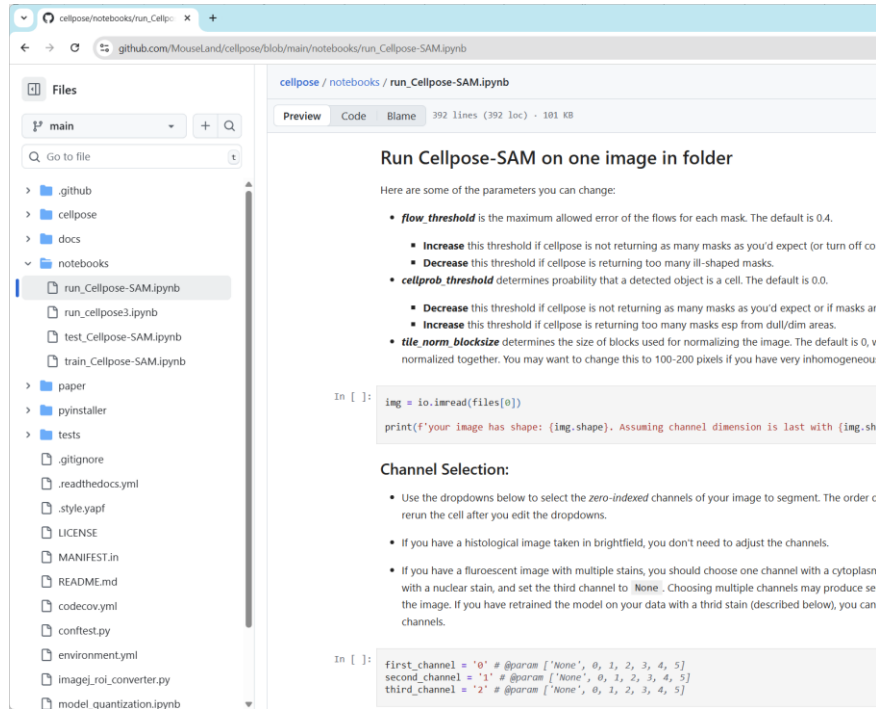 cellpose/notebooks/run_Cellpo
github.com/MouseLand/cellpose/blob/main/notebooks/run_Cellpose-SAM.ipynb
Files
main
Go to file
t
.github
cellpose
docs
notebooks
run_Cellpose-SAM.ipynb
run_cellpose3.ipynb
test_Cellpose-SAM.ipynb
train_Cellpose-SAM.ipynb
paper
pyinstaller
tests
.gitignore
.readthedocs.yml
.style.yapf
LICENSE
MANIFEST.in
README.md
codecov.yml
conftest.py
environment.yml
imagej_roi_converter.py
model_quantization.ipynb
cellpose / notebooks / run_Cellpose-SAM.ipynb
Preview Code Blame 392 lines (392 loc) · 101 KB
Run Cellpose-SAM on one image in folder
Here are some of the parameters you can change:
flow_threshold is the maximum allowed error of the flows for each mask. The default is 0.4.
Increase this threshold if cellpose is not returning as many masks as you'd expect (or turn off co
Decrease this threshold if cellpose is returning too many ill-shaped masks.
cellprob_threshold determines proability that a detected object is a cell. The default is 0.0.
Decrease this threshold if cellpose is not returning as many masks as you'd expect or if masks ar
Increase this threshold if cellpose is returning too many masks esp from dull/dim areas.
tile_norm_blocksize determines the size of blocks used for normalizing the image. The default is 0, w
normalized together. You may want to change this to 100-200 pixels if you have very inhomogeneou
In [ ]:
img = io.imread(files[0])
print(f'your image has shape: {img.shape}. Assuming channel dimension is last with {img.sh
Channel Selection:
Use the dropdowns below to select the zero-indexed channels of your image to segment. The order o
rerun the cell after you edit the dropdowns.
If you have a histological image taken in brightfield, you don't need to adjust the channels.
If you have a fluroescent image with multiple stains, you should choose one channel with a cytoplasm
with a nuclear stain, and set the third channel to None. Choosing multiple channels may produce se
the image. If you have retrained the model on your data with a thrid stain (described below), you can
channels.
In [ ]:
first_channel = '0' # @param ['None', 0, 1, 2, 3, 4, 5]
second_channel = '1' # @param ['None', 0, 1, 2, 3, 4, 5]
third_channel = '2' # @param ['None', 0, 1, 2, 3, 4, 5]